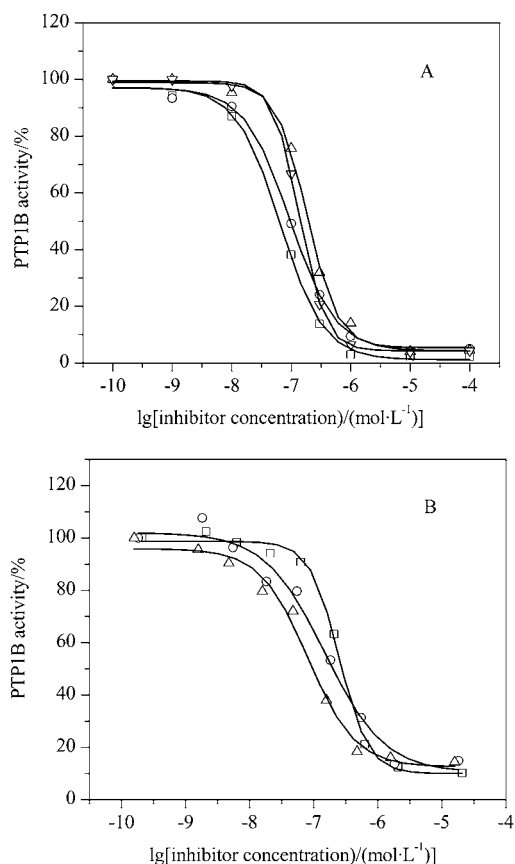 120
A
100
80
60
40
20
0
PTP1B activity/%
-10 -9 -8 -7 -6 -5 -4
lg[inhibitor concentration)/(mol·L⁻¹)]
120
B
100
80
60
40
20
0
PTP1B activity/%
-10 -9 -8 -7 -6 -5 -4
lg[inhibitor concentration)/(mol·L⁻¹)]